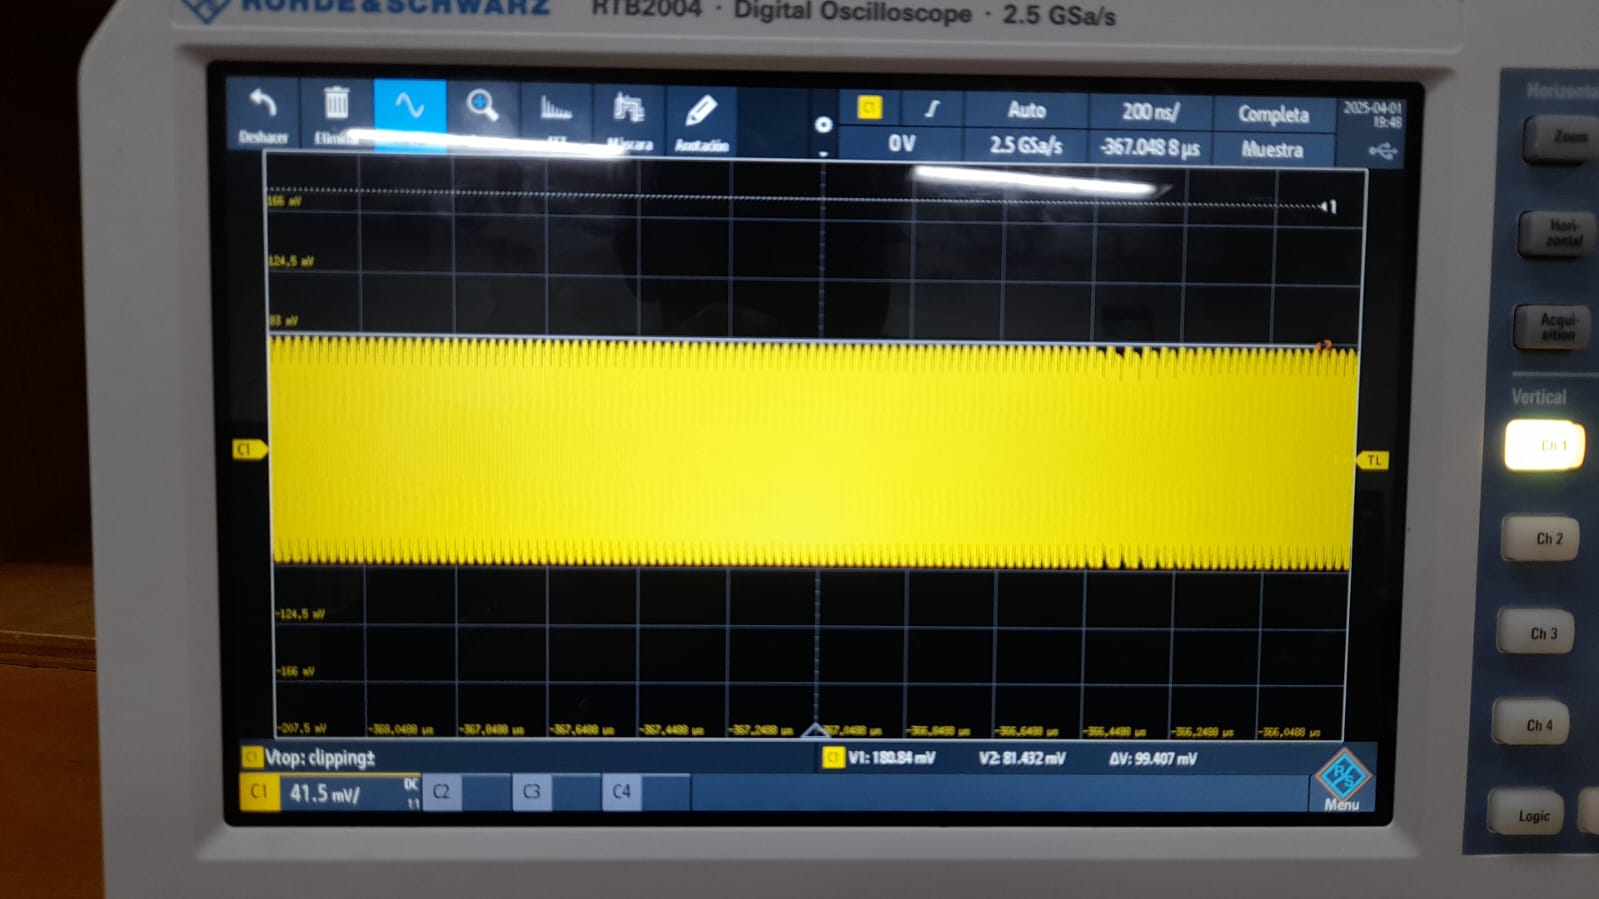 ROHDE & SCHWARZ
RTB2004 · Digital Oscilloscope · 2.5 GSa/s
Deshacer
Máscara
Anotación
C1
Auto
200 ns/
Completa
2025-04-01
19:48
0 V
2.5 GSa/s
-367.048 8 µs
Muestra
166 mV
124.5 mV
83 mV
1
2
C1
TL
-124.5 mV
-166 mV
-207.5 mV
-368.0488 µs
-367.8488 µs
-367.6488 µs
-367.4488 µs
-367.2488 µs
-367.0488 µs
-366.8488 µs
-366.6488 µs
-366.4488 µs
-366.2488 µs
-366.0488 µs
C1
Vtop: clipping±
C1
V1: 180.84 mV
V2: 81.432 mV
ΔV: 99.407 mV
C1
41.5 mV/
DC
1:1
C2
C3
C4
R&S
Menu
Horizonta
Zoom
Hori-
zontal
Acqui-
sition
Vertical
Ch 1
Ch 2
Ch 3
Ch 4
Logic